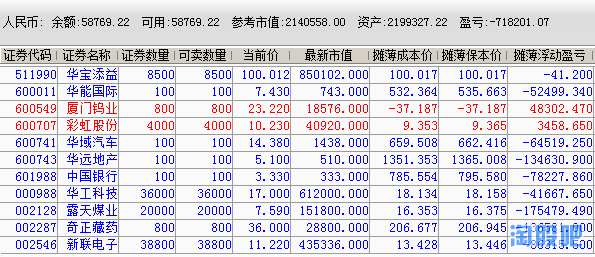 人民币: 余额:58769.22 可用:58769.22 参考市值:2140558.00 资产:2199327.22 盈亏:-718201.07
证券代码 证券名称 证券数量 可卖数量 当前价 最新市值 摊薄成本价 摊薄保本价 摊薄浮动盈亏
511990 华宝添益 8500 8500 100.012 850102.000 100.017 100.017 -41.200
600011 华能国际 100 100 7.430 743.000 532.364 535.663 -52499.340
600549 厦门钨业 800 800 23.220 18576.000 -37.187 -37.187 48302.470
600707 彩虹股份 4000 4000 10.230 40920.000 9.353 9.365 3458.650
600741 华域汽车 100 100 14.380 1438.000 659.508 662.416 -64519.250
600743 华远地产 100 100 5.100 510.000 1351.353 1365.008 -134630.900
601988 中国银行 100 100 3.330 333.000 785.554 795.580 -78227.860
000988 华工科技 36000 36000 17.000 612000.000 18.134 18.158 -41667.650
002128 露天煤业 20000 20000 7.590 151800.000 16.353 16.375 -175479.490
002287 奇正藏药 800 800 36.000 28800.000 206.677 206.945 -136581.000
002546 新联电子 38800 38800 11.220 435336.000 13.428 13.446
淘股吧